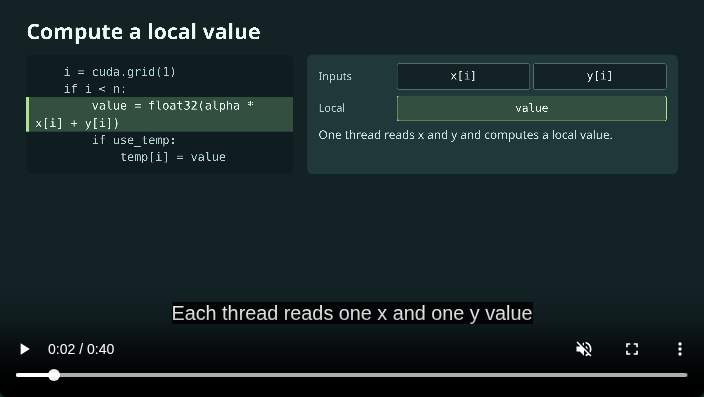 Compute a local value
i = cuda.grid(1)
if i < n:
value = float32(alpha *
x[i] + y[i])
if use_temp:
temp[i] = value
Inputs
x[i]
y[i]
Local
value
One thread reads x and y and computes a local value.
Each thread reads one x and one y value
0:02 / 0:40